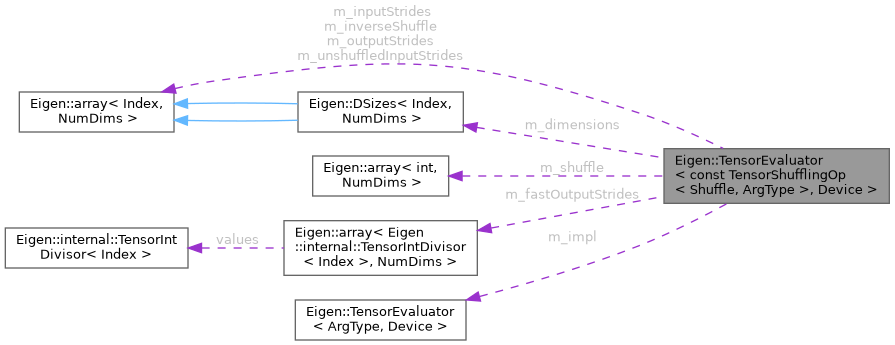 m_inputStrides
m_inverseShuffle
m_outputStrides
m_unshuffledInputStrides
Eigen::array< Index,
NumDims >
Eigen::DSizes< Index,
NumDims >
m_dimensions
Eigen::TensorEvaluator
< const TensorShufflingOp
< Shuffle, ArgType >, Device >
Eigen::array< int,
NumDims >
m_shuffle
m_fastOutputStrides
Eigen::internal::TensorInt
Divisor< Index >
values
Eigen::array< Eigen
::internal::TensorIntDivisor
< Index >, NumDims >
m_impl
Eigen::TensorEvaluator
< ArgType, Device >